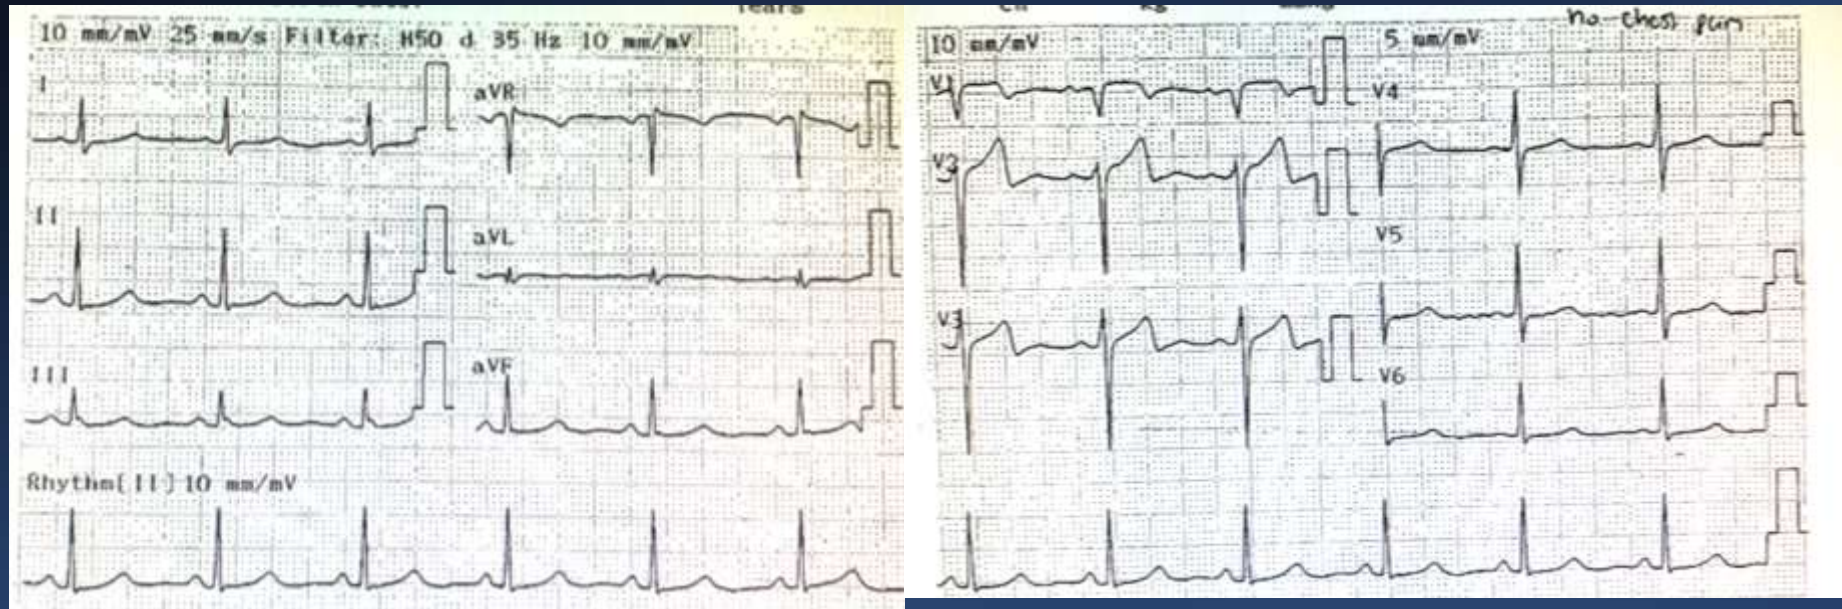 10 mm/mV 25 mm/s Filter: H50 d 35 Hz 10 mm/mV
I
aVR
II
aVL
III
aVF
Rhythm[II] 10 mm/mV
no chest pain
10 mm/mV
5 mm/mV
V1
V4
V2
V5
V3
V6